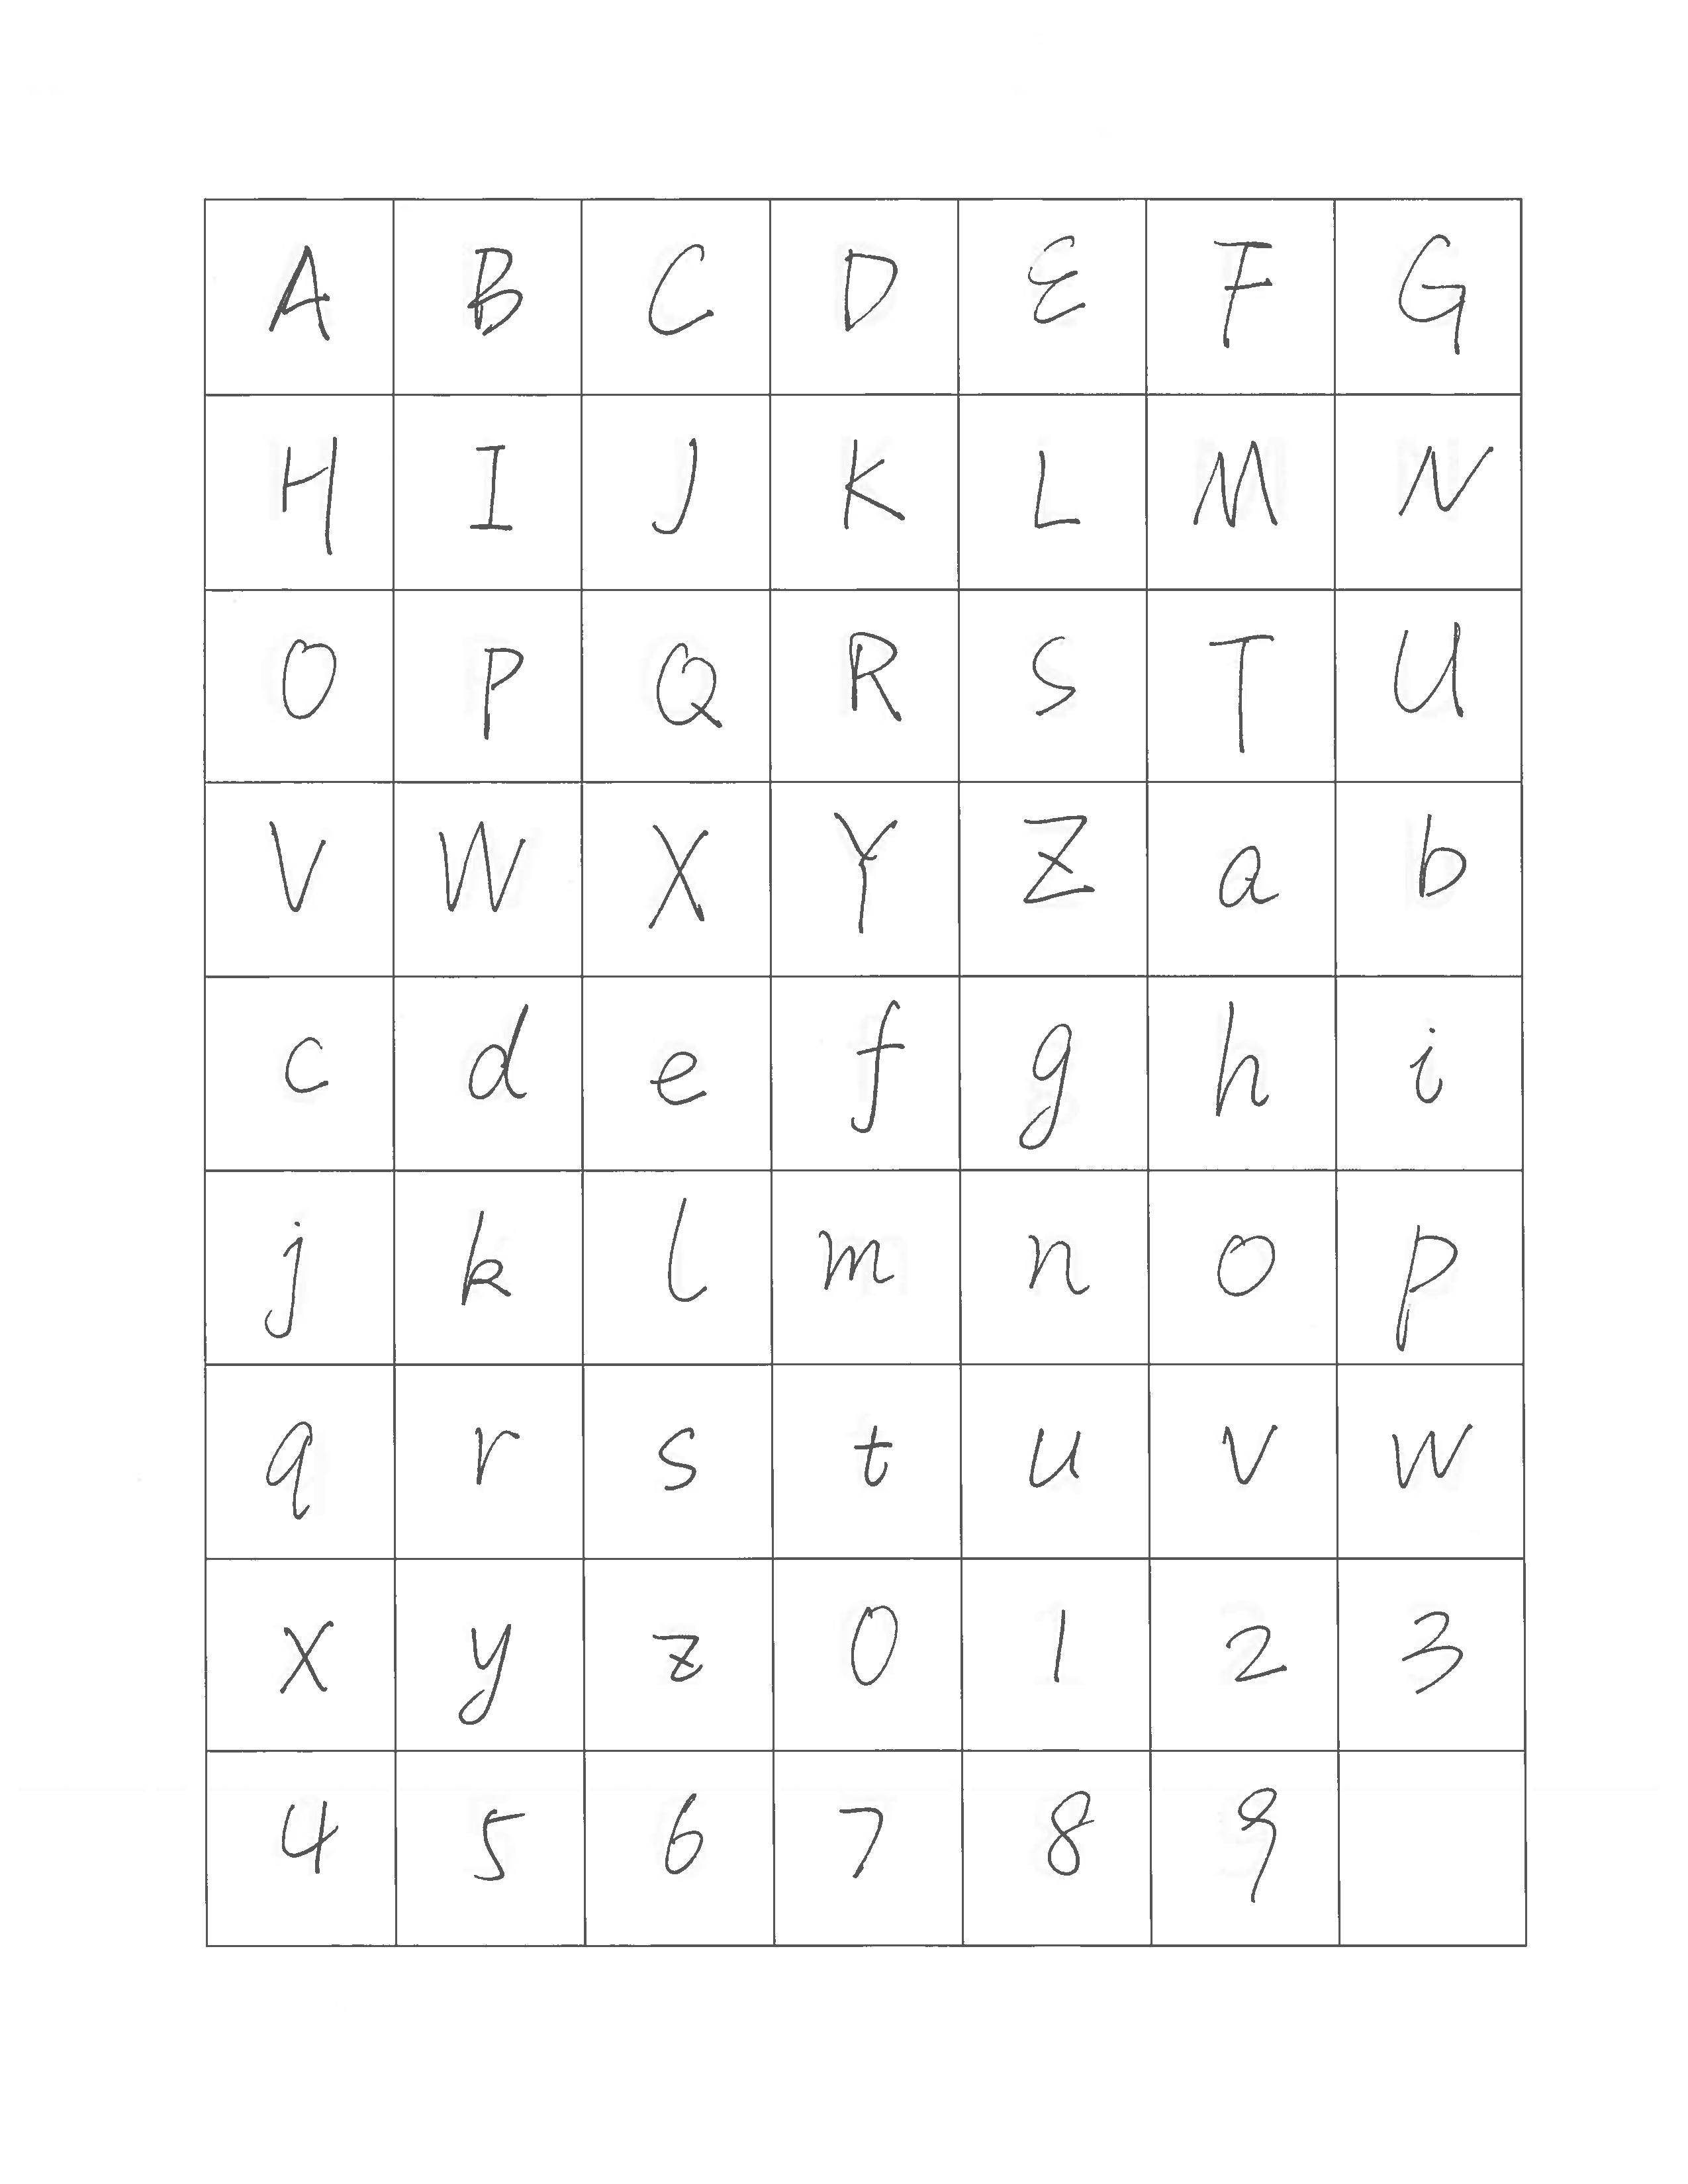 A B C D E F G
H I J K L M N
O P Q R S T U
V W X Y Z a b
c d e f g h i
j k l m n o p
q r s t u v w
x y z 0 1 2 3
4 5 6 7 8 9